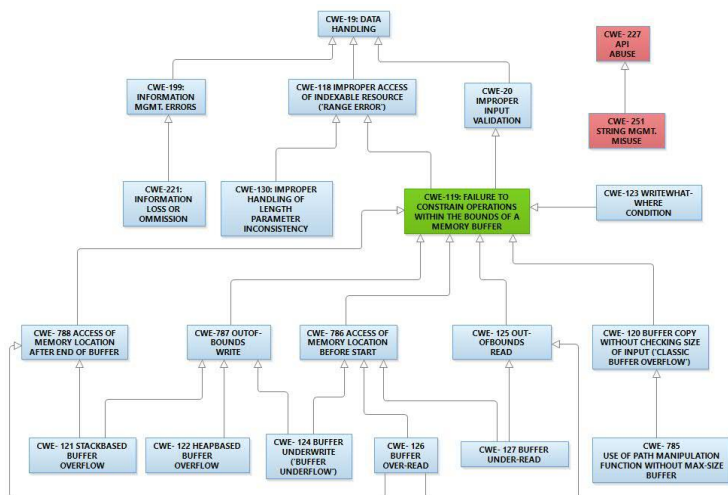 CWE-19: DATA
HANDLING
CWE- 227
API
ABUSE
CWE-199:
INFORMATION
MGMT. ERRORS
CWE-118 IMPROPER ACCESS
OF INDEXABLE RESOURCE
('RANGE ERROR')
CWE-20
IMPROPER
INPUT
VALIDATION
CWE- 251
STRING MGMT.
MISUSE
CWE-221:
INFORMATION
LOSS OR
OMMISSION
CWE-130: IMPROPER
HANDLING OF
LENGTH
PARAMETER
INCONSISTENCY
CWE-119: FAILURE TO
CONSTRAIN OPERATIONS
WITHIN THE BOUNDS OF A
MEMORY BUFFER
CWE-123 WRITEWHAT-
WHERE
CONDITION
CWE- 788 ACCESS OF
MEMORY LOCATION
AFTER END OF BUFFER
CWE-787 OUTOF-
BOUNDS
WRITE
CWE- 786 ACCESS OF
MEMORY LOCATION
BEFORE START
CWE- 125 OUT-
OFBOUNDS
READ
CWE- 120 BUFFER COPY
WITHOUT CHECKING SIZE
OF INPUT ('CLASSIC
BUFFER OVERFLOW')
CWE- 121 STACKBASED
BUFFER
OVERFLOW
CWE- 122 HEAPBASED
BUFFER
OVERFLOW
CWE- 124 BUFFER
UNDERWRITE
('BUFFER
UNDERFLOW')
CWE- 126
BUFFER
OVER-READ
CWE- 127 BUFFER
UNDER-READ
CWE- 785
USE OF PATH MANIPULATION
FUNCTION WITHOUT MAX-SIZE
BUFFER